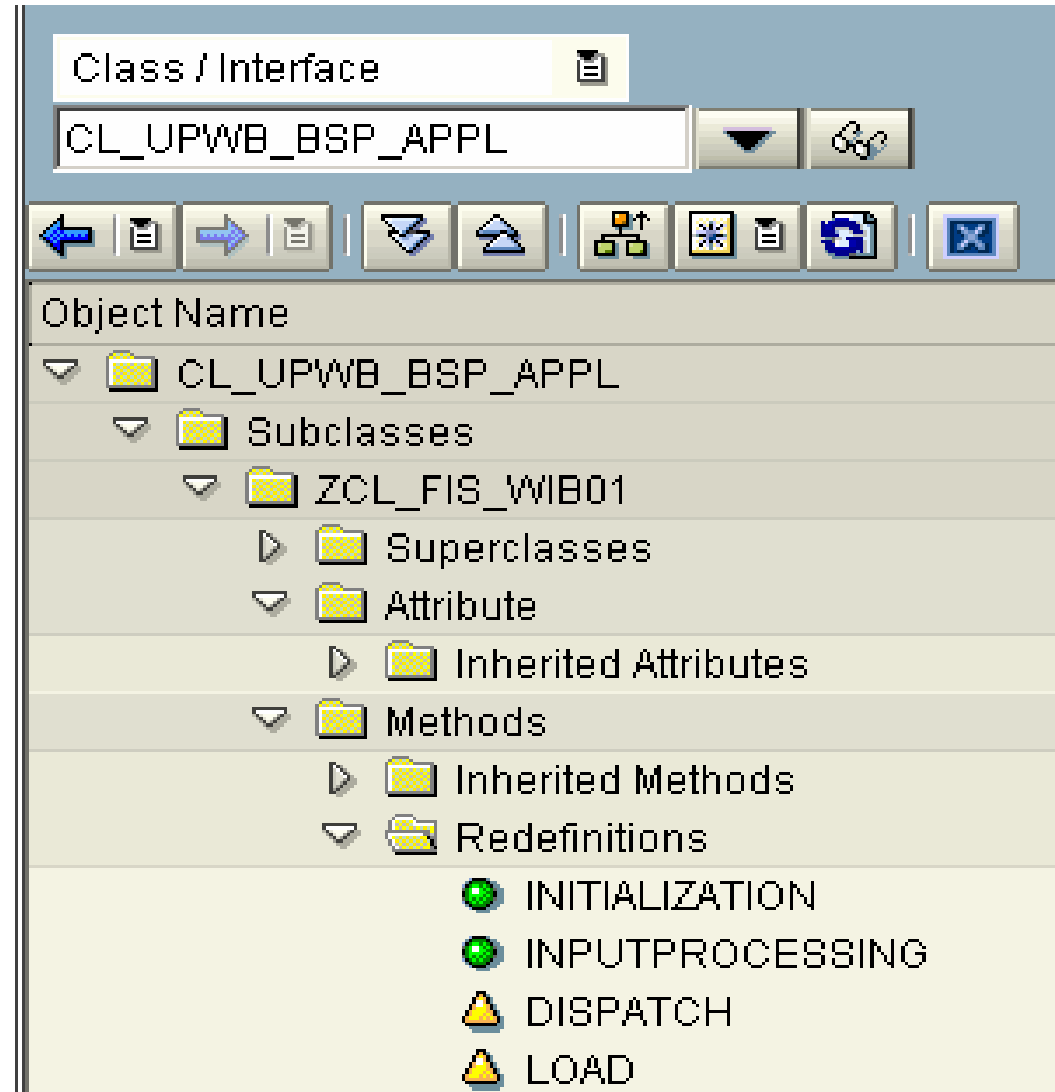 Class / Interface
CL_UPWB_BSP_APPL
Object Name
CL_UPWB_BSP_APPL
Subclasses
ZCL_FIS_WIB01
Superclasses
Attribute
Inherited Attributes
Methods
Inherited Methods
Redefinitions
INITIALIZATION
INPUTPROCESSING
DISPATCH
LOAD